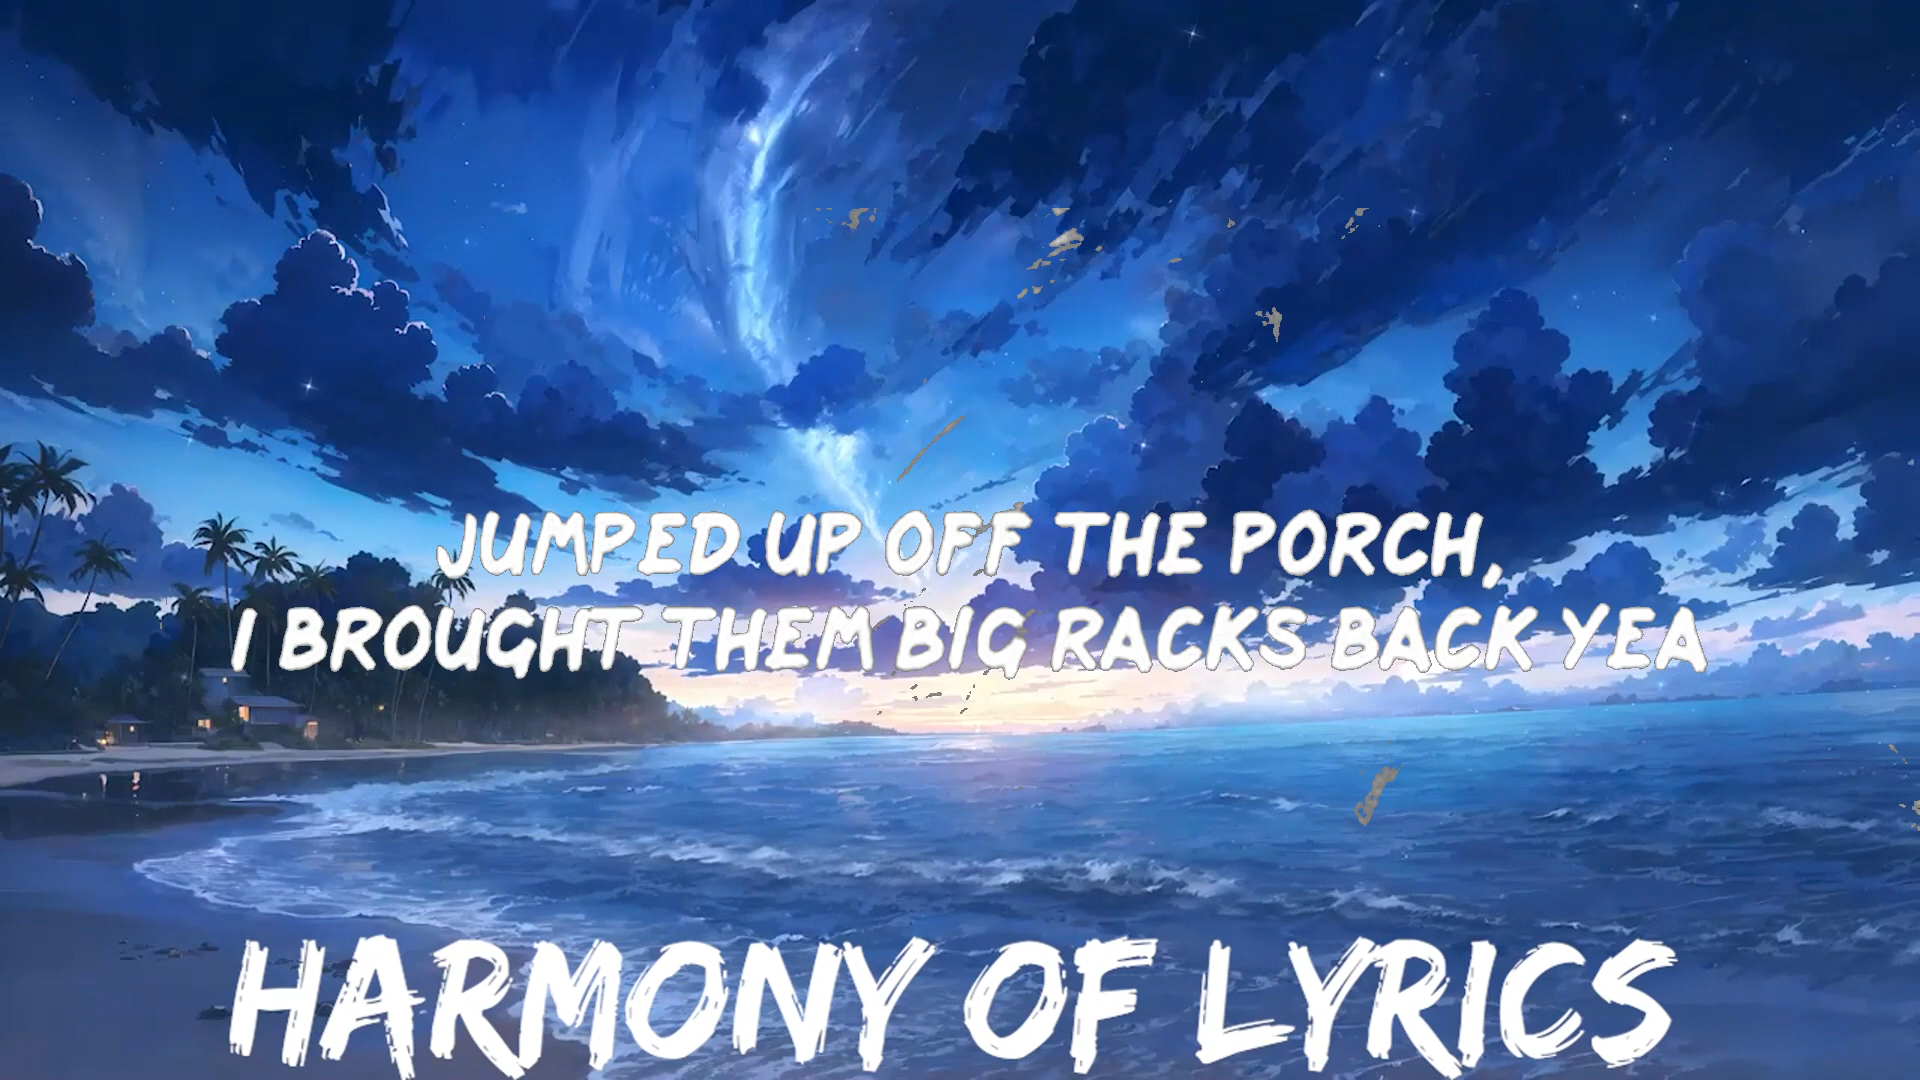 JUMPED UP OFF THE PORCH,
I BROUGHT THEM BIG RACKS BACK YEA
HARMONY OF LYRICS